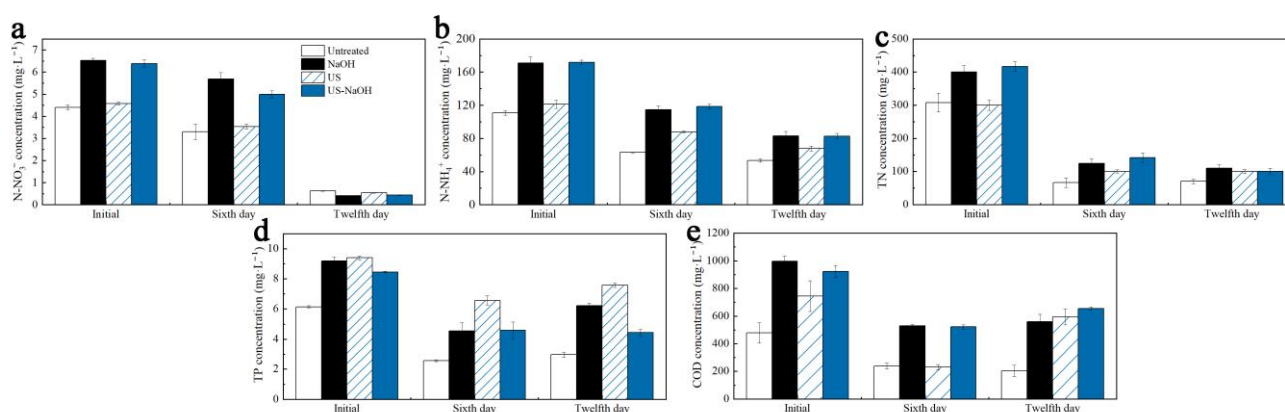 a
N-NO₃⁻ concentration (mg·L⁻¹)
7
6
5
4
3
2
1
0
Untreated
NaOH
US
US-NaOH
Initial Sixth day Twelfth day
b
N-NH₄⁺ concentration (mg·L⁻¹)
200
160
120
80
40
0
Initial Sixth day Twelfth day
c
TN concentration (mg·L⁻¹)
500
400
300
200
100
0
Initial Sixth day Twelfth day
d
TP concentration (mg·L⁻¹)
10
8
6
4
2
0
Initial Sixth day Twelfth day
e
COD concentration (mg·L⁻¹)
1200
1000
800
600
400
200
0
Initial Sixth day Twelfth day